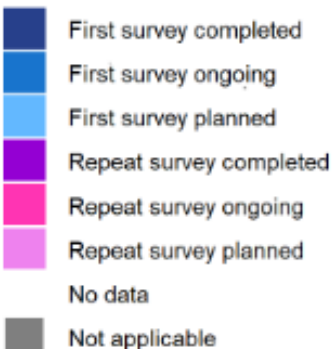 First survey completed
First survey ongoing
First survey planned
Repeat survey completed
Repeat survey ongoing
Repeat survey planned
No data
Not applicable